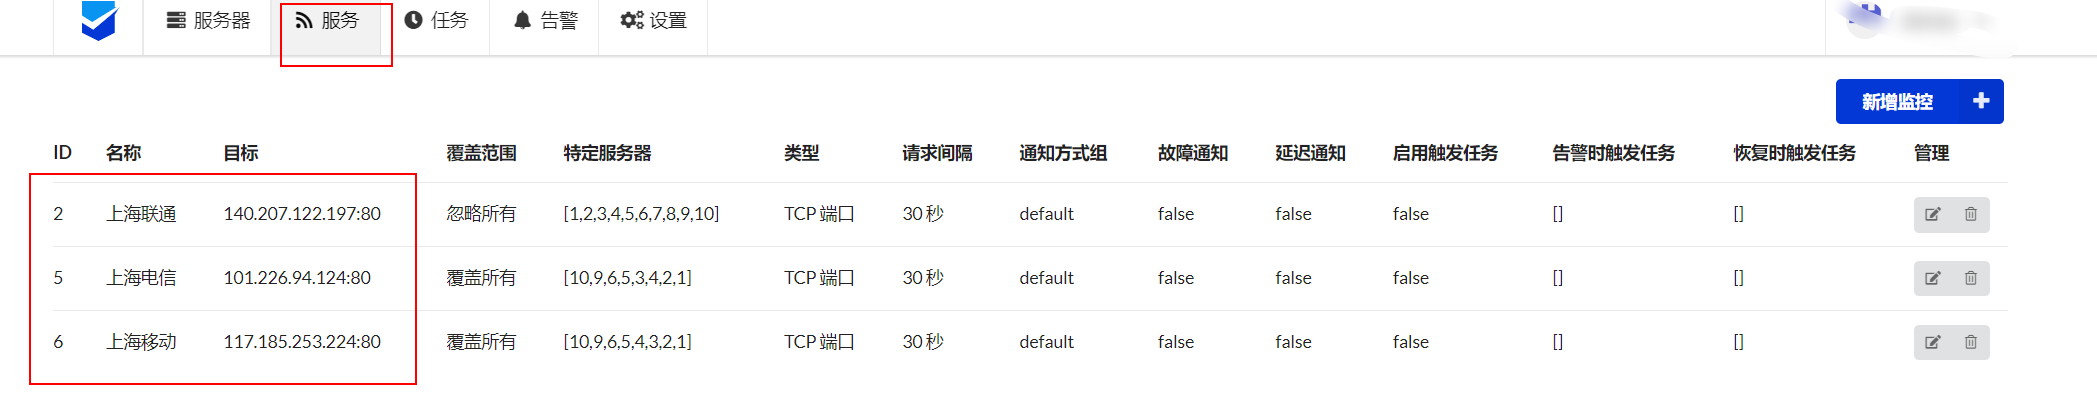 服务器 服务 任务 告警 设置
新增监控
ID 名称 目标 覆盖范围 特定服务器 类型 请求间隔 通知方式组 故障通知 延迟通知 启用触发任务 告警时触发任务 恢复时触发任务 管理
2 上海联通 140.207.122.197:80 忽略所有 [1,2,3,4,5,6,7,8,9,10] TCP 端口 30 秒 default false false false [] []
5 上海电信 101.226.94.124:80 覆盖所有 [10,9,6,5,3,4,2,1] TCP 端口 30 秒 default false false false [] []
6 上海移动 117.185.253.224:80 覆盖所有 [10,9,6,5,4,3,2,1] TCP 端口 30 秒 default false false false [] []